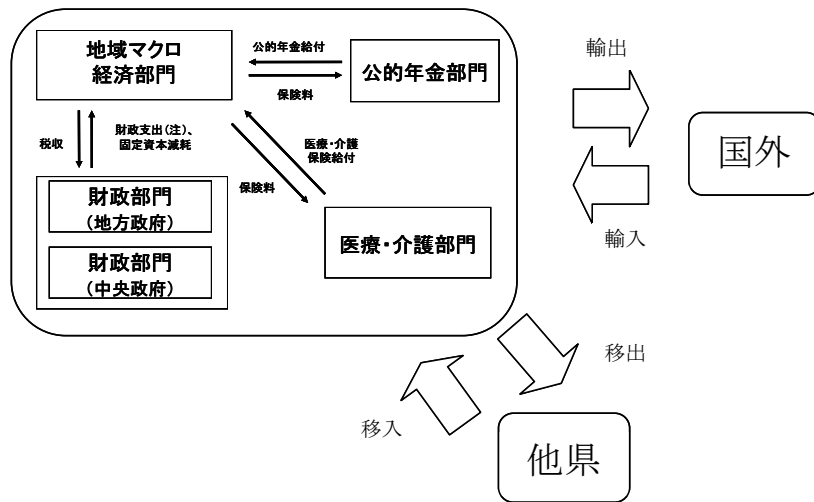 地域マクロ
経済部門
公的年金給付
保険料
公的年金部門
輸出
国外
輸入
税収
財政支出(注)、
固定資本減耗
医療・介護
保険給付
保険料
財政部門
(地方政府)
財政部門
(中央政府)
医療・介護部門
移出
移入
他県